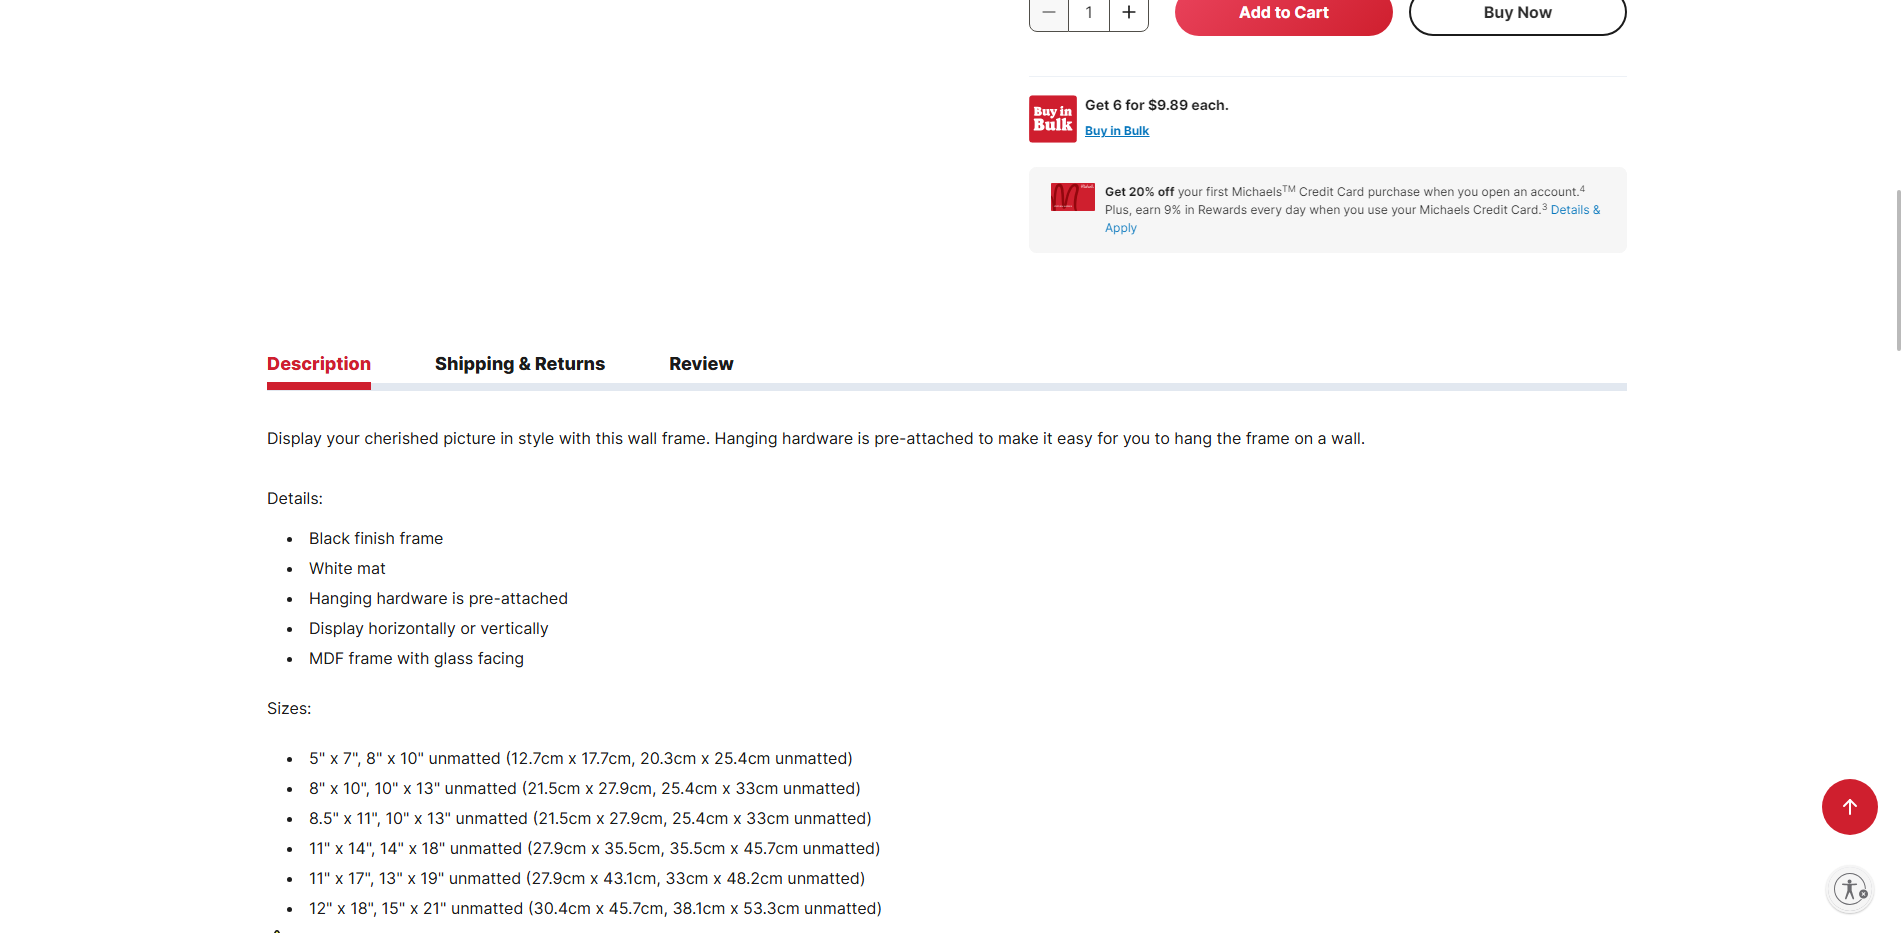 1
Add to Cart
Buy Now
Buy in
Bulk
Get 6 for $9.89 each.
Buy in Bulk
Get 20% off your first Michaels™ Credit Card purchase when you open an account.⁴
Plus, earn 9% in Rewards every day when you use your Michaels Credit Card.³ Details &
Apply
Description
Shipping & Returns
Review
Display your cherished picture in style with this wall frame. Hanging hardware is pre-attached to make it easy for you to hang the frame on a wall.
Details:
• Black finish frame
• White mat
• Hanging hardware is pre-attached
• Display horizontally or vertically
• MDF frame with glass facing
Sizes:
• 5" x 7", 8" x 10" unmatted (12.7cm x 17.7cm, 20.3cm x 25.4cm unmatted)
• 8" x 10", 10" x 13" unmatted (21.5cm x 27.9cm, 25.4cm x 33cm unmatted)
• 8.5" x 11", 10" x 13" unmatted (21.5cm x 27.9cm, 25.4cm x 33cm unmatted)
• 11" x 14", 14" x 18" unmatted (27.9cm x 35.5cm, 35.5cm x 45.7cm unmatted)
• 11" x 17", 13" x 19" unmatted (27.9cm x 43.1cm, 33cm x 48.2cm unmatted)
• 12" x 18", 15" x 21" unmatted (30.4cm x 45.7cm, 38.1cm x 53.3cm unmatted)